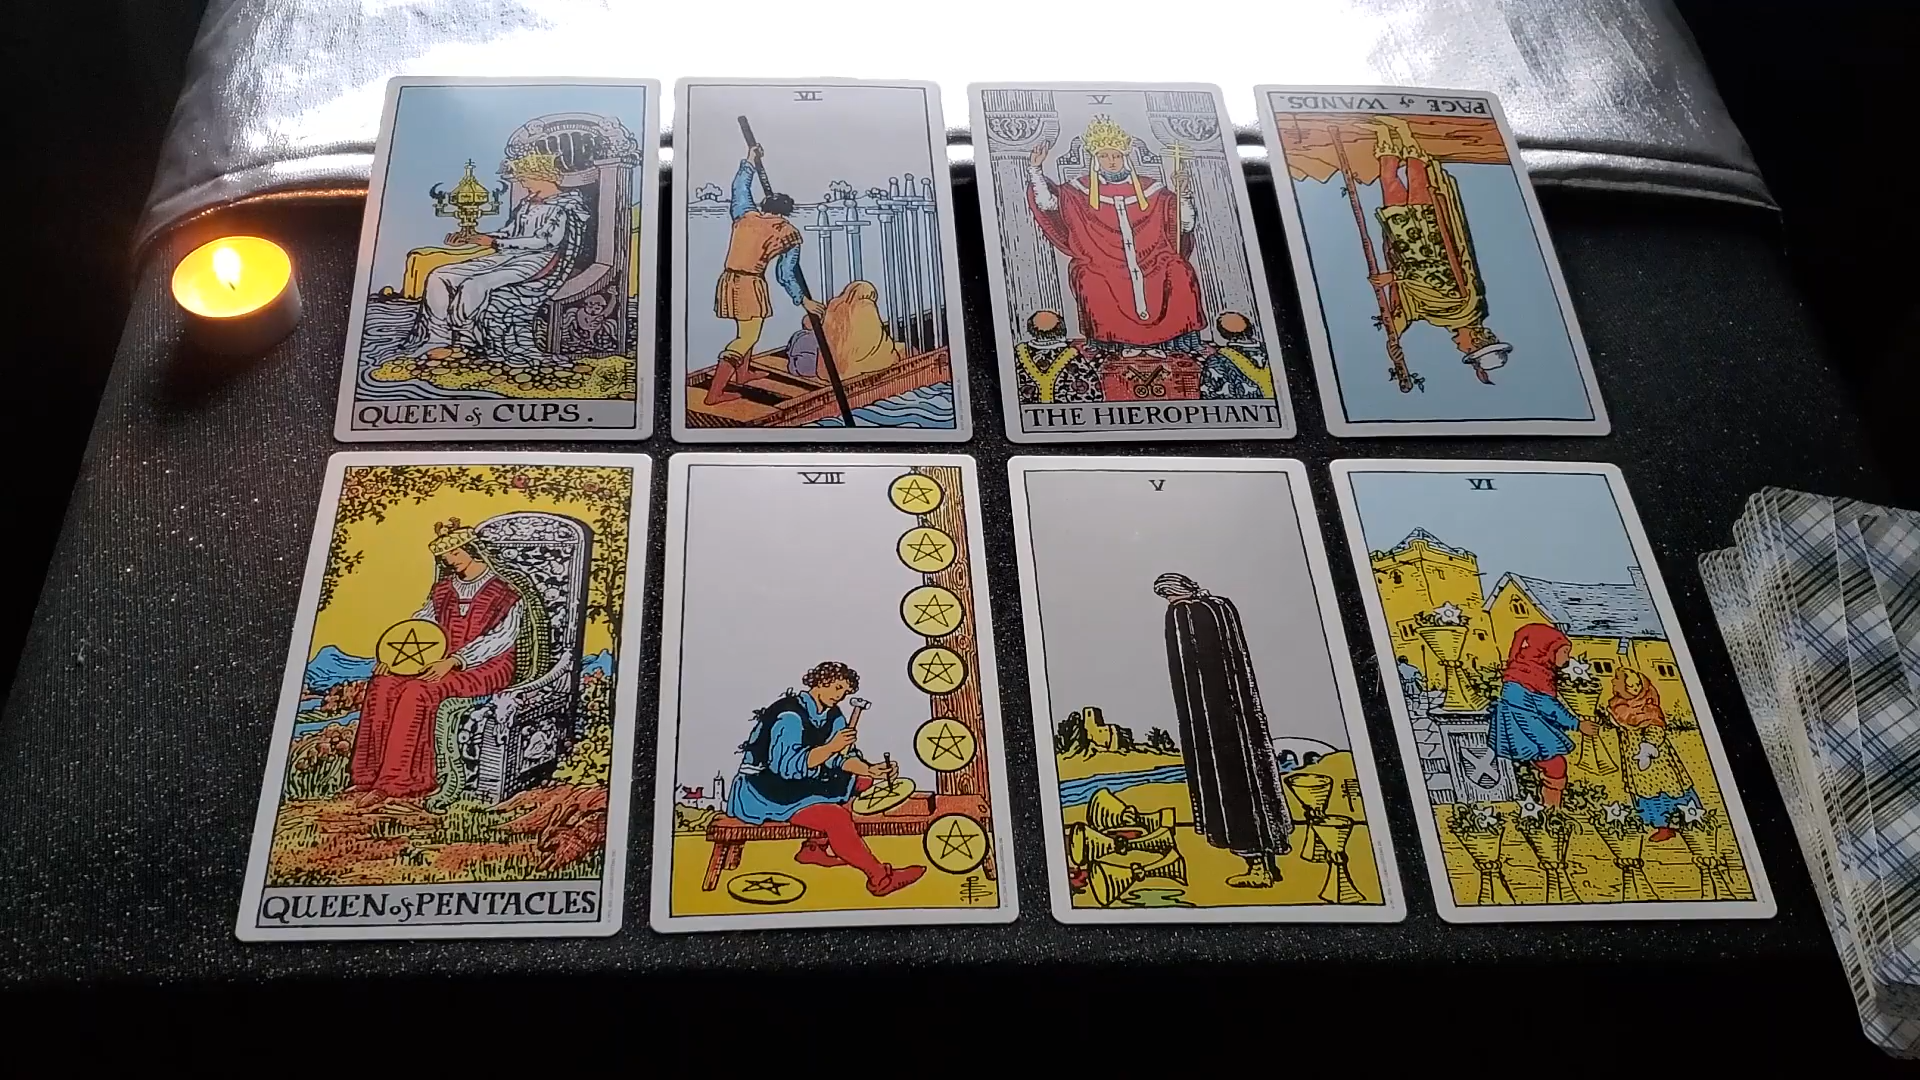 VI
V
PAGE of WANDS.
QUEEN of CUPS.
THE HIEROPHANT
VIII
V
VI
QUEEN of PENTACLES